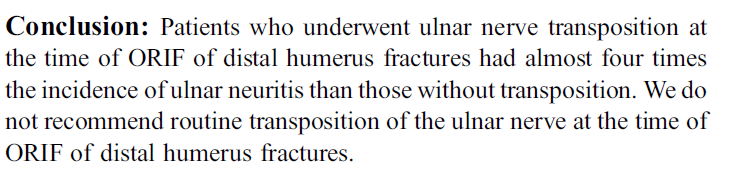 Conclusion: Patients who underwent ulnar nerve transposition at
the time of ORIF of distal humerus fractures had almost four times
the incidence of ulnar neuritis than those without transposition. We do
not recommend routine transposition of the ulnar nerve at the time of
ORIF of distal humerus fractures.